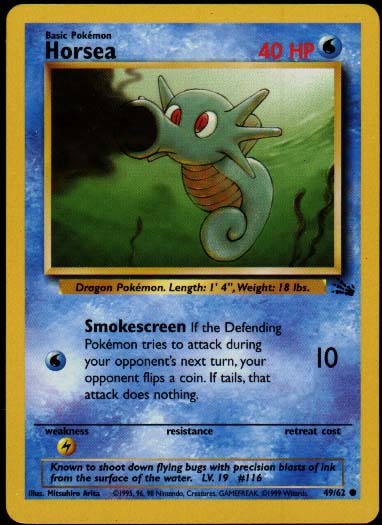 Basic Pokémon
Horsea
40 HP
Dragon Pokémon. Length: 1' 4", Weight: 18 lbs.
Smokescreen If the Defending
Pokémon tries to attack during
your opponent's next turn, your
opponent flips a coin. If tails, that
attack does nothing.
10
weakness resistance retreat cost
Known to shoot down flying bugs with precision blasts of ink
from the surface of the water. LV. 19 #116
Illus. Mitsuhiro Arita ©1995, 96, 98 Nintendo, Creatures, GAMEFREAK. ©1999 Wizards. 49/62